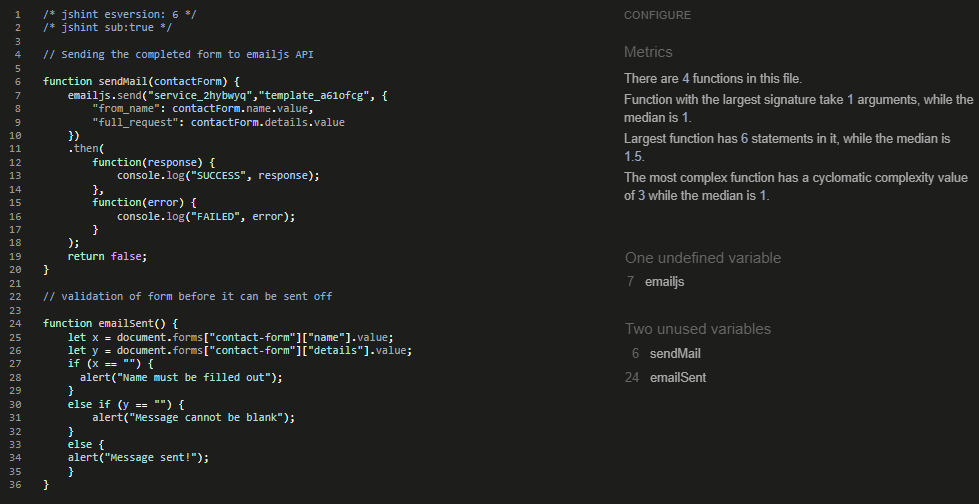 1 /* jshint esversion: 6 */
2 /* jshint sub:true */
3
4 // Sending the completed form to emailjs API
5
6 function sendMail(contactForm) {
7     emailjs.send("service_2hybwyq","template_a61ofcg", {
8         "from_name": contactForm.name.value,
9         "full_request": contactForm.details.value
10     })
11     .then(
12         function(response) {
13             console.log("SUCCESS", response);
14         },
15         function(error) {
16             console.log("FAILED", error);
17         }
18     );
19     return false;
20 }
21
22 // validation of form before it can be sent off
23
24 function emailSent() {
25     let x = document.forms["contact-form"]["name"].value;
26     let y = document.forms["contact-form"]["details"].value;
27     if (x == "") {
28       alert("Name must be filled out");
29     }
30     else if (y == "") {
31         alert("Message cannot be blank");
32     }
33     else {
34     alert("Message sent!");
35     }
36 }
CONFIGURE
Metrics
There are 4 functions in this file.
Function with the largest signature take 1 arguments, while the
median is 1.
Largest function has 6 statements in it, while the median is
1.5.
The most complex function has a cyclomatic complexity value
of 3 while the median is 1.
One undefined variable
7 emailjs
Two unused variables
6 sendMail
24 emailSent